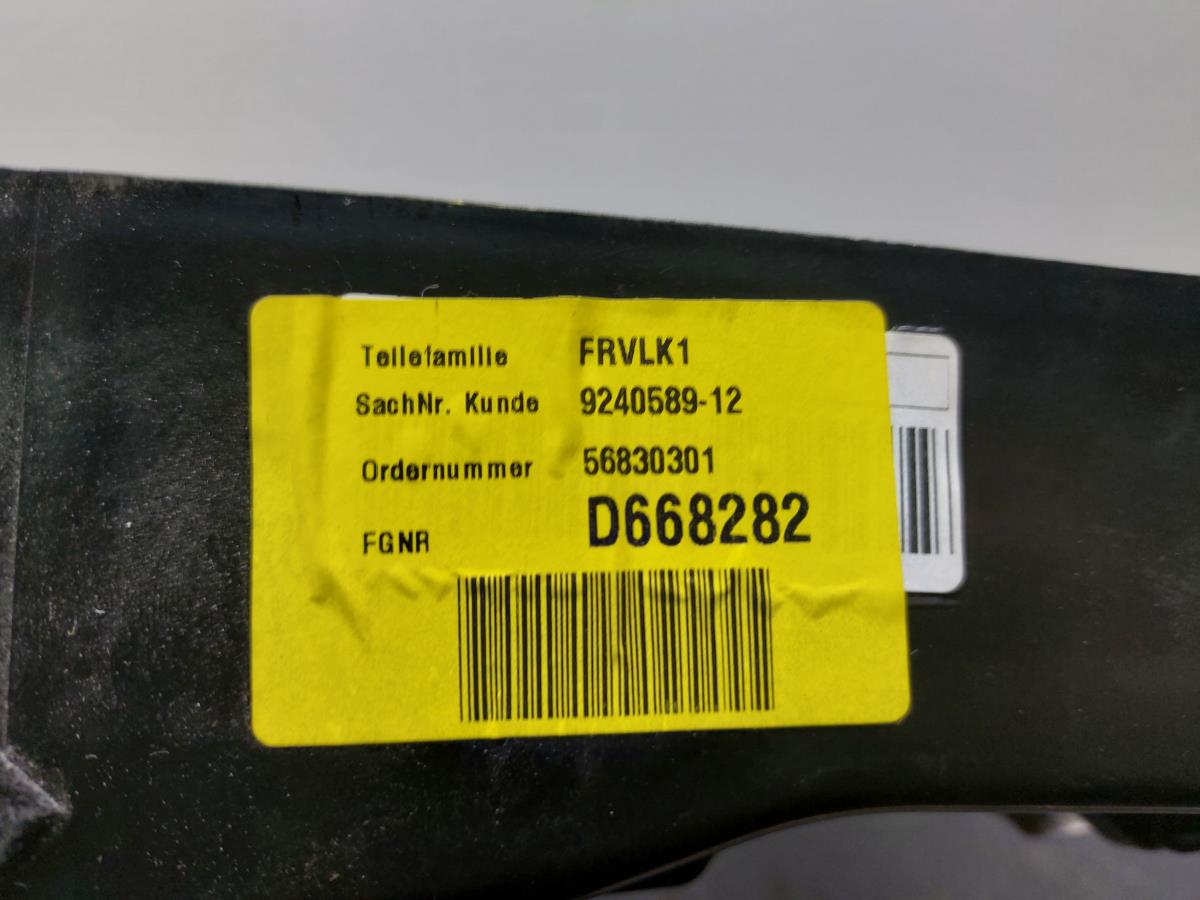 Teilefamilie FRVLK1
SachNr. Kunde 9240589-12
Ordernummer 56830301
FGNR D668282